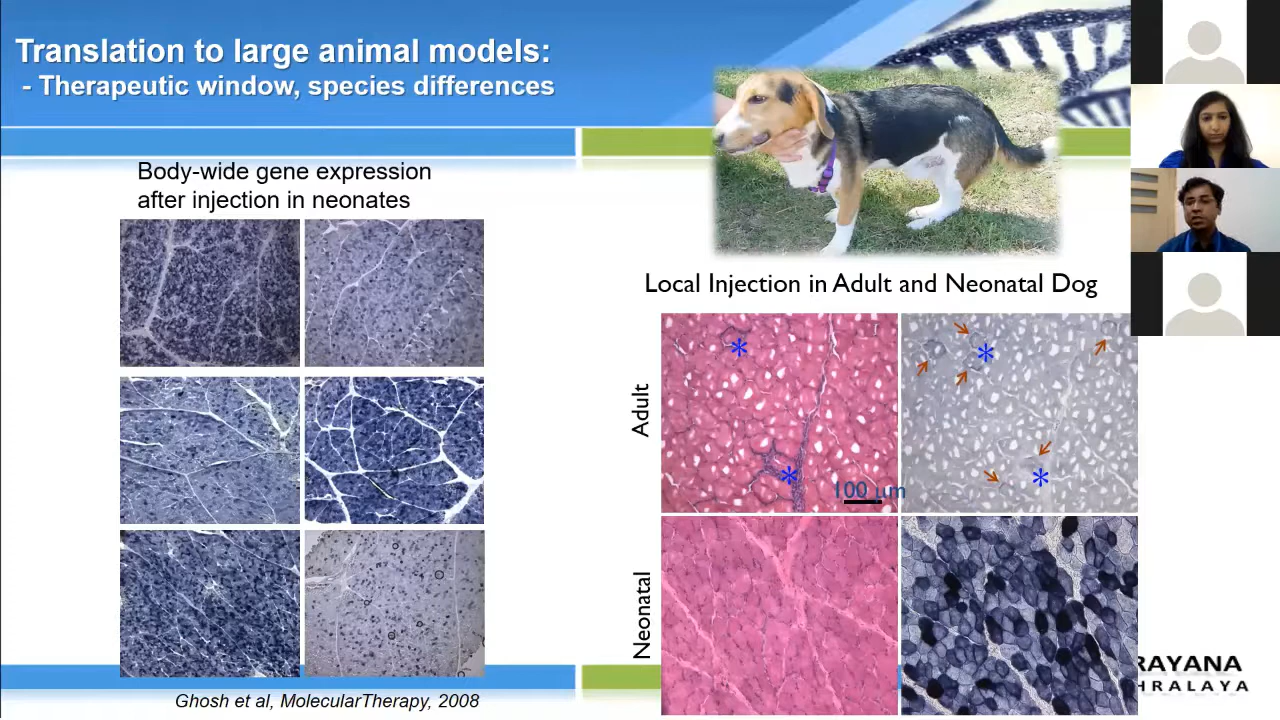 Translation to large animal models:
- Therapeutic window, species differences
Body-wide gene expression
after injection in neonates
Local Injection in Adult and Neonatal Dog
Adult
* * * *
100 µm
Neonatal
Ghosh et al, MolecularTherapy, 2008
RAYANA
HRALAYA